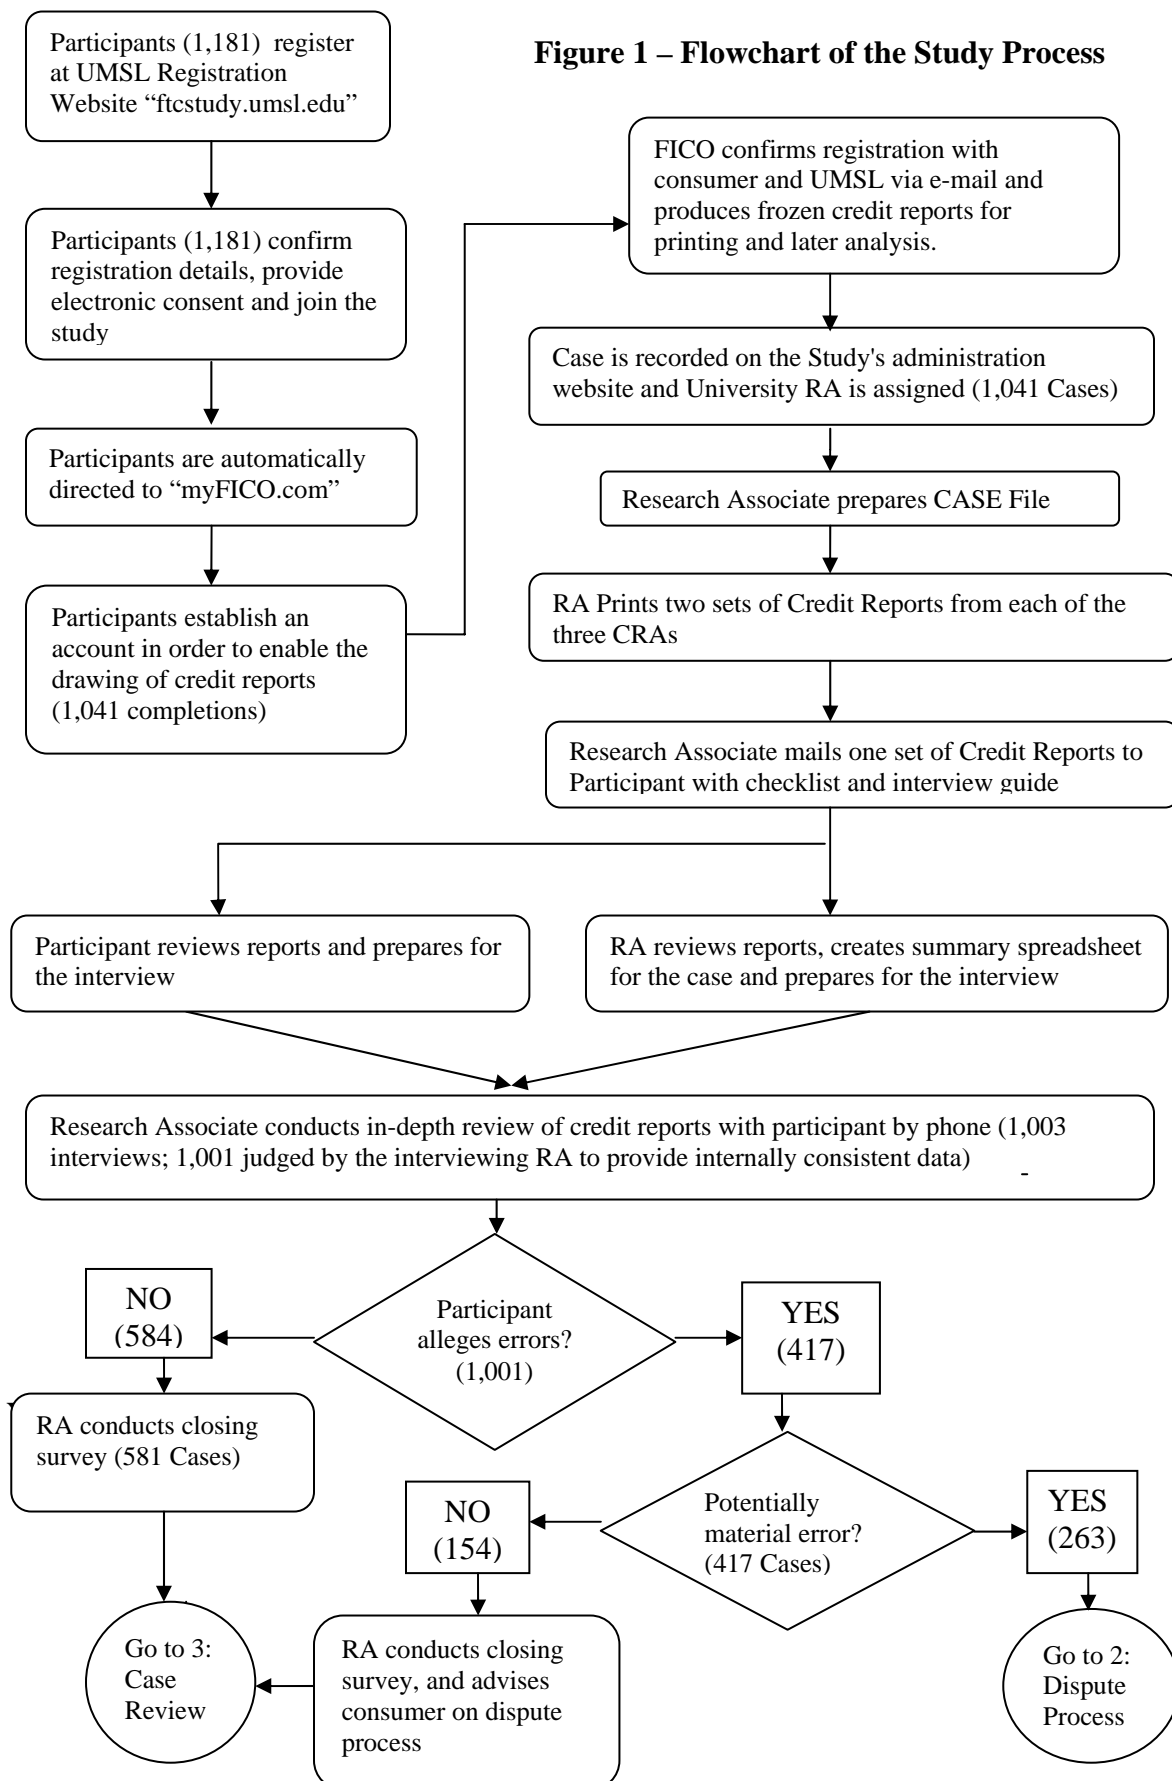 Figure 1 – Flowchart of the Study Process
Participants (1,181)  register
at UMSL Registration
Website “ftcstudy.umsl.edu”
Participants (1,181) confirm
registration details, provide
electronic consent and join the
study
Participants are automatically
directed to “myFICO.com”
Participants establish an
account in order to enable the
drawing of credit reports
(1,041 completions)
FICO confirms registration with
consumer and UMSL via e-mail and
produces frozen credit reports for
printing and later analysis.
Case is recorded on the Study's administration
website and University RA is assigned (1,041 Cases)
Research Associate prepares CASE File
RA Prints two sets of Credit Reports from each of the
three CRAs
Research Associate mails one set of Credit Reports to
Participant with checklist and interview guide
Participant reviews reports and prepares for
the interview
RA reviews reports, creates summary spreadsheet
for the case and prepares for the interview
Research Associate conducts in-depth review of credit reports with participant by phone (1,003
interviews; 1,001 judged by the interviewing RA to provide internally consistent data)
Participant
alleges errors?
(1,001)
NO
(584)
YES
(417)
RA conducts closing
survey (581 Cases)
Potentially
material error?
(417 Cases)
NO
(154)
YES
(263)
Go to 3:
Case
Review
RA conducts closing
survey, and advises
consumer on dispute
process
Go to 2:
Dispute
Process